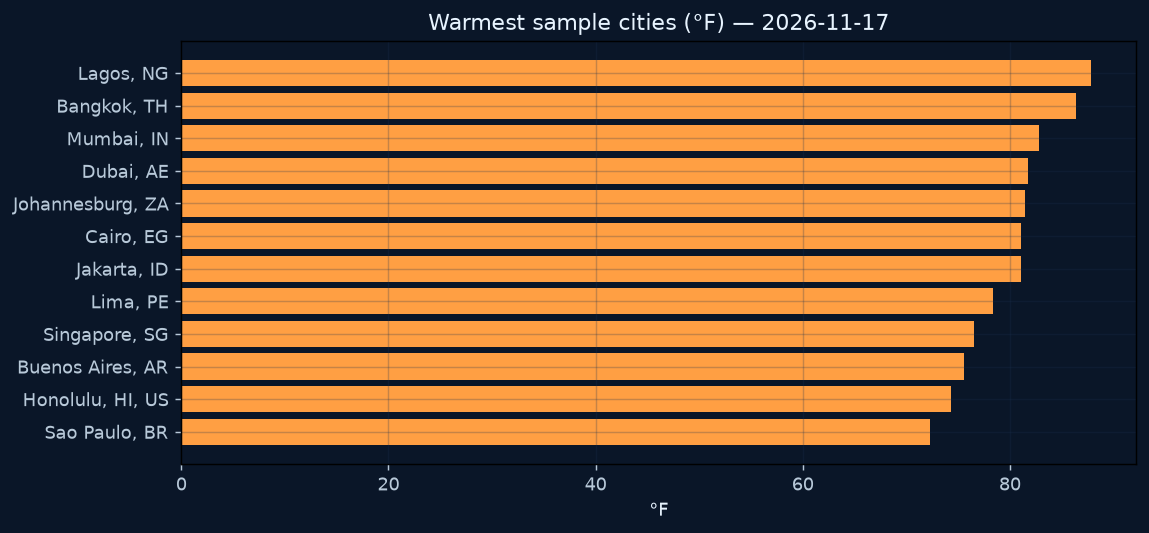 Warmest sample cities (°F) — 2026-11-17
Lagos, NG
Bangkok, TH
Mumbai, IN
Dubai, AE
Johannesburg, ZA
Cairo, EG
Jakarta, ID
Lima, PE
Singapore, SG
Buenos Aires, AR
Honolulu, HI, US
Sao Paulo, BR
0 20 40 60 80
°F